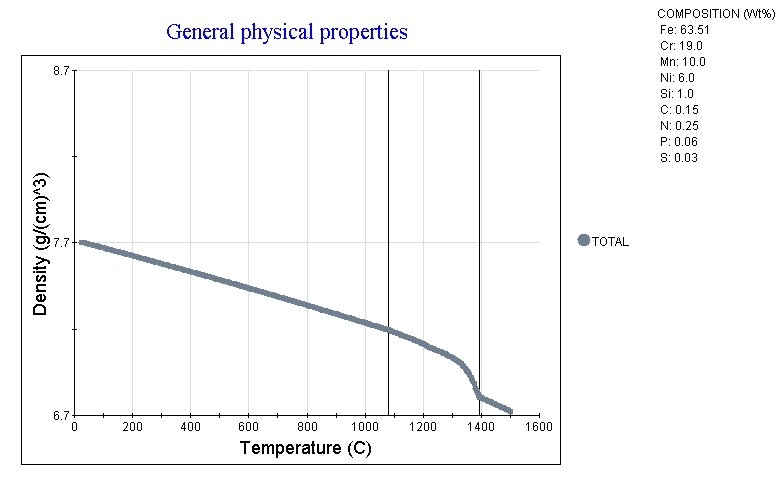 General physical properties
COMPOSITION (Wt%)
Fe: 63.51
Cr: 19.0
Mn: 10.0
Ni: 6.0
Si: 1.0
C: 0.15
N: 0.25
P: 0.06
S: 0.03
8.7
7.7
6.7
Density (g/(cm)^3)
0 200 400 600 800 1000 1200 1400 1600
Temperature (C)
TOTAL